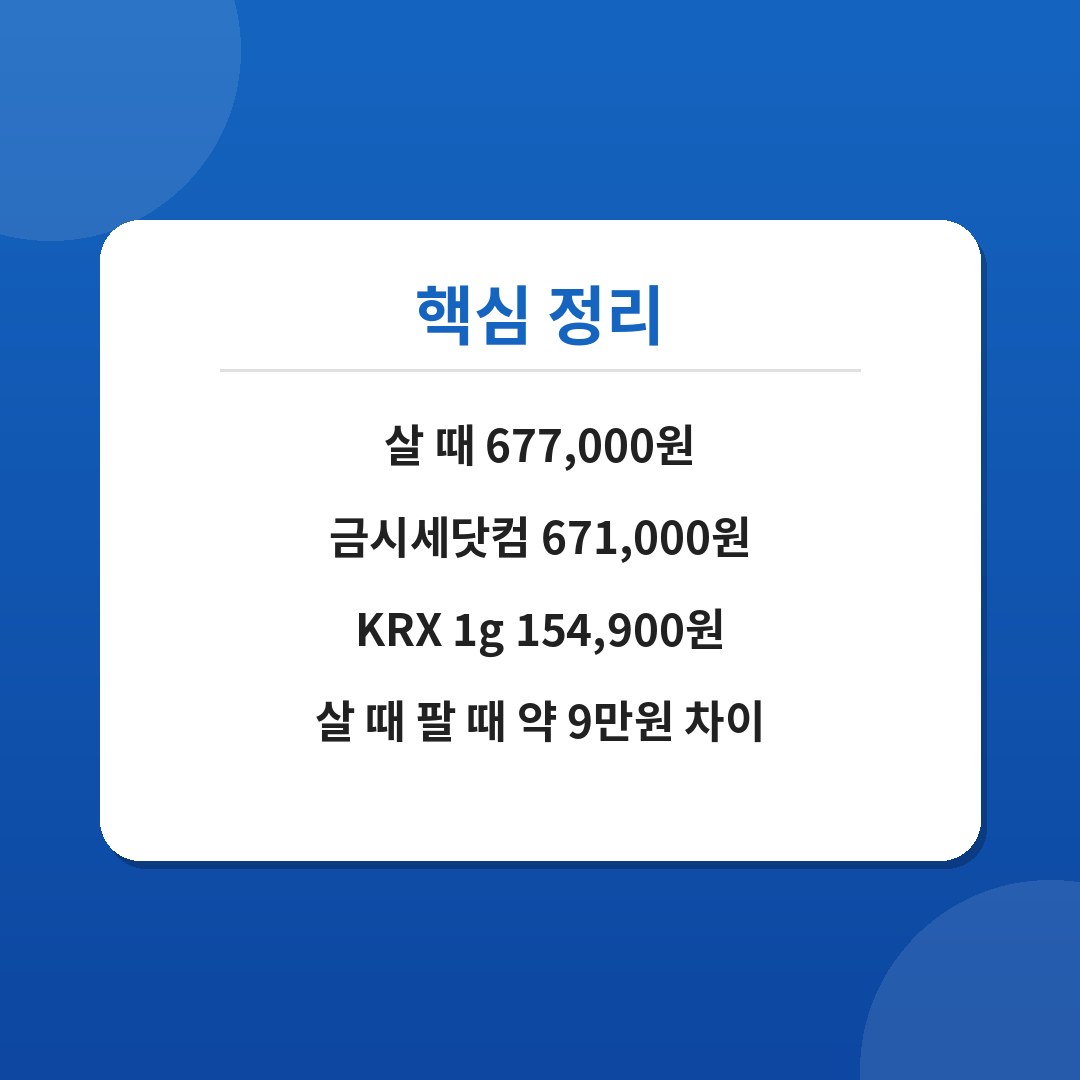 핵심 정리
살 때 677,000원
금시세닷컴 671,000원
KRX 1g 154,900원
살 때 팔 때 약 9만원 차이